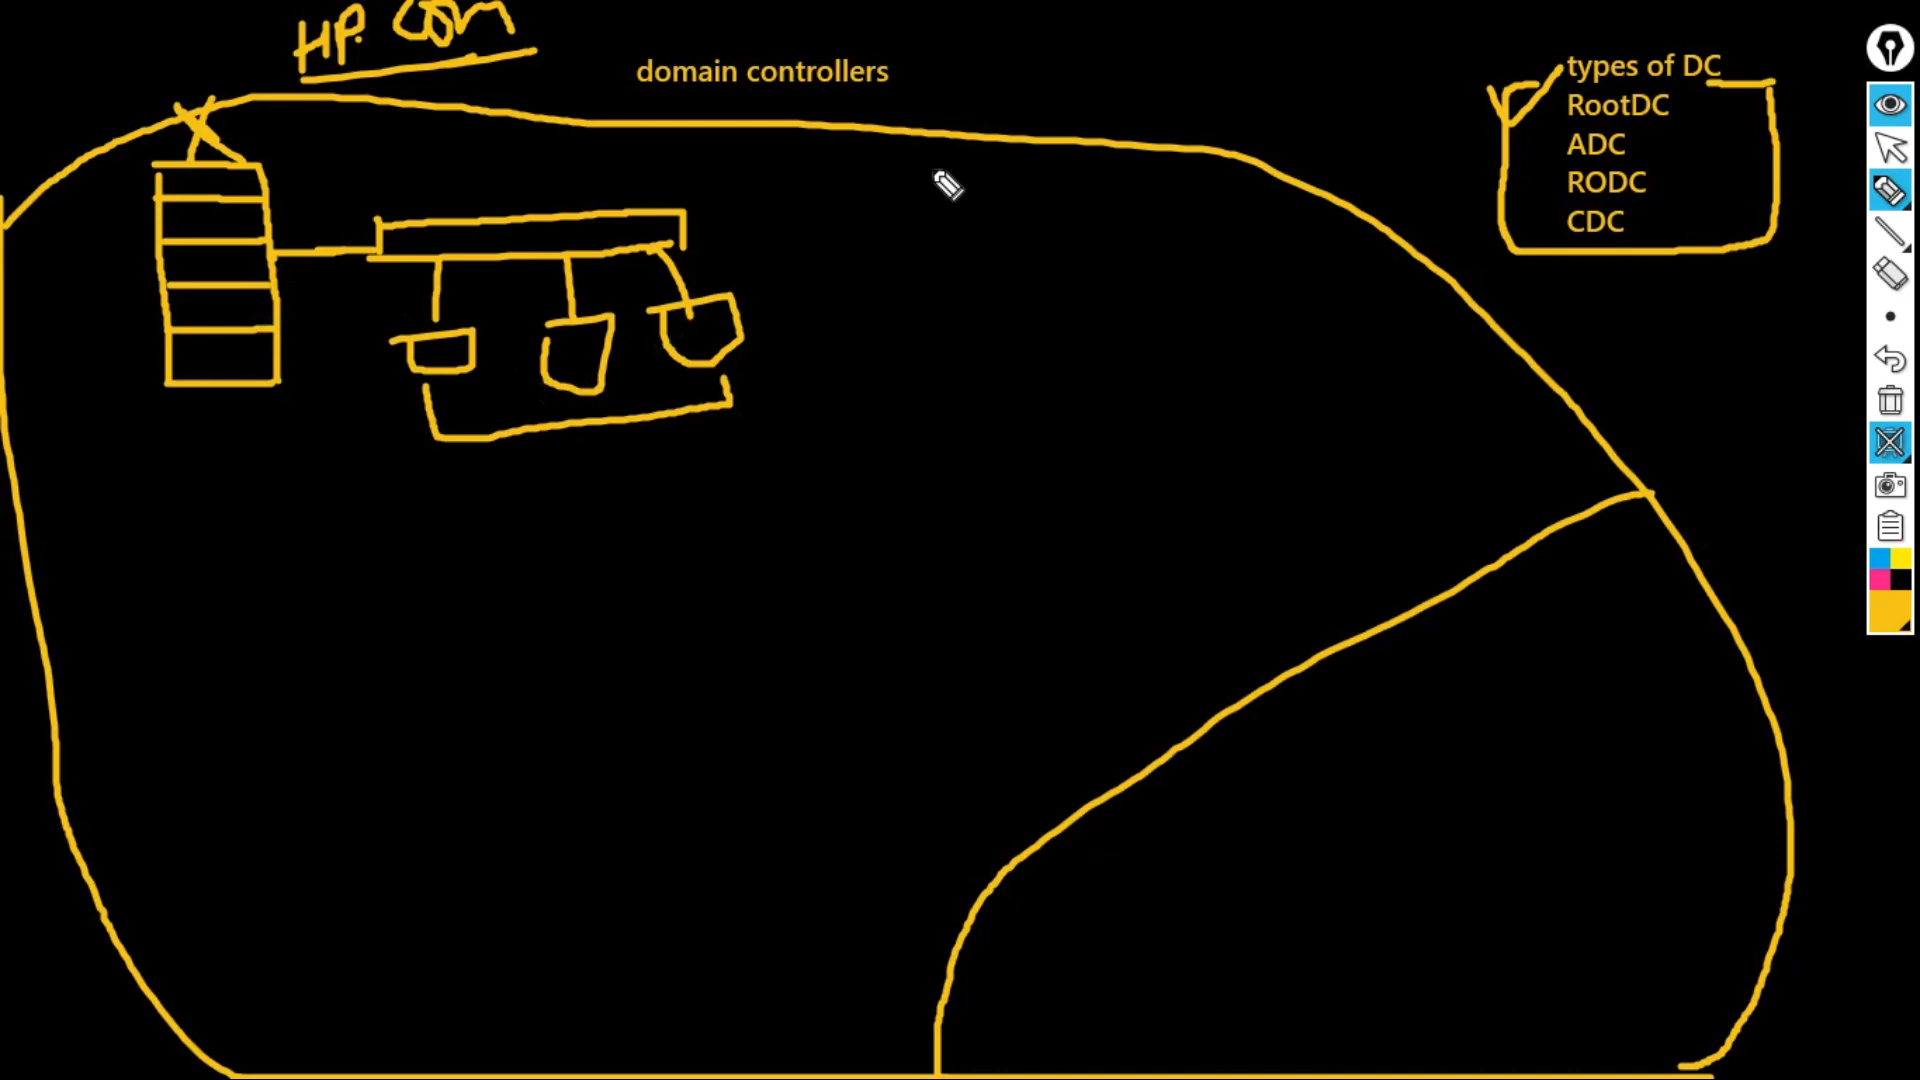 HP. Com
domain controllers
types of DC
RootDC
ADC
RODC
CDC